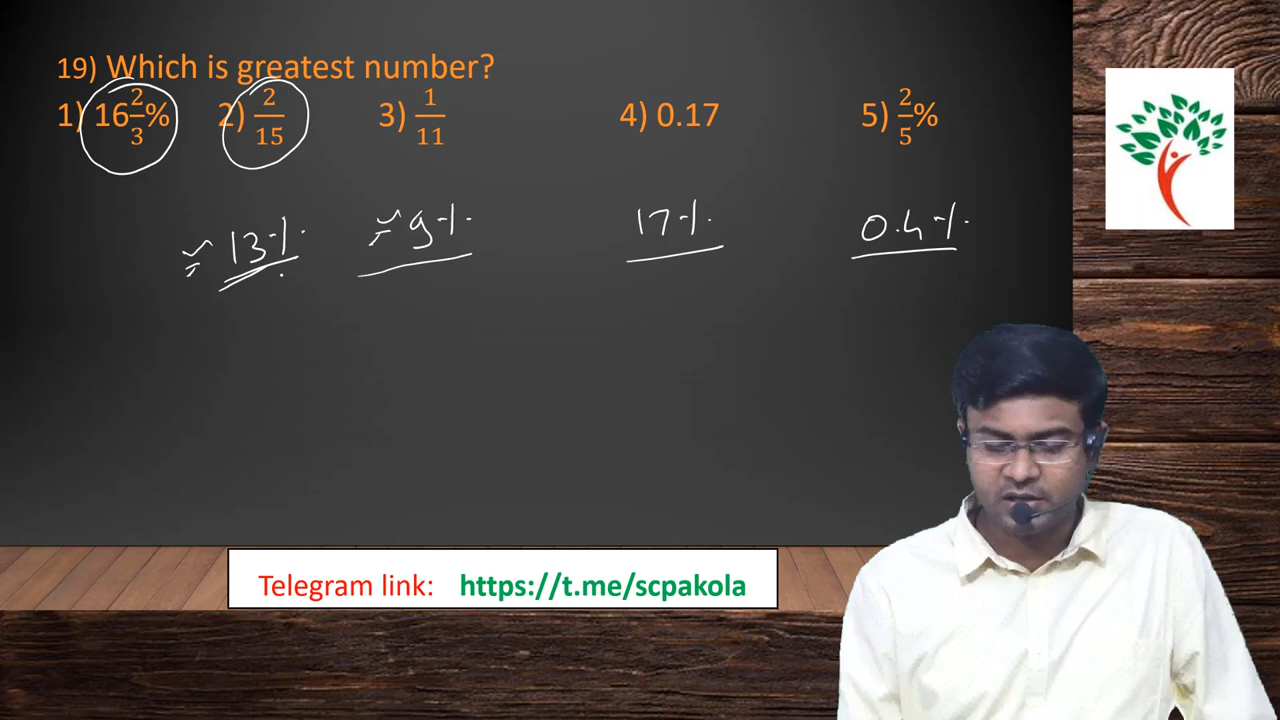 19) Which is greatest number?
1) 16 2/3% 2) 2/15 3) 1/11 4) 0.17 5) 2/5%
≈ 13% ≈ 9% 17% 0.4%
Telegram link: https://t.me/scpakola